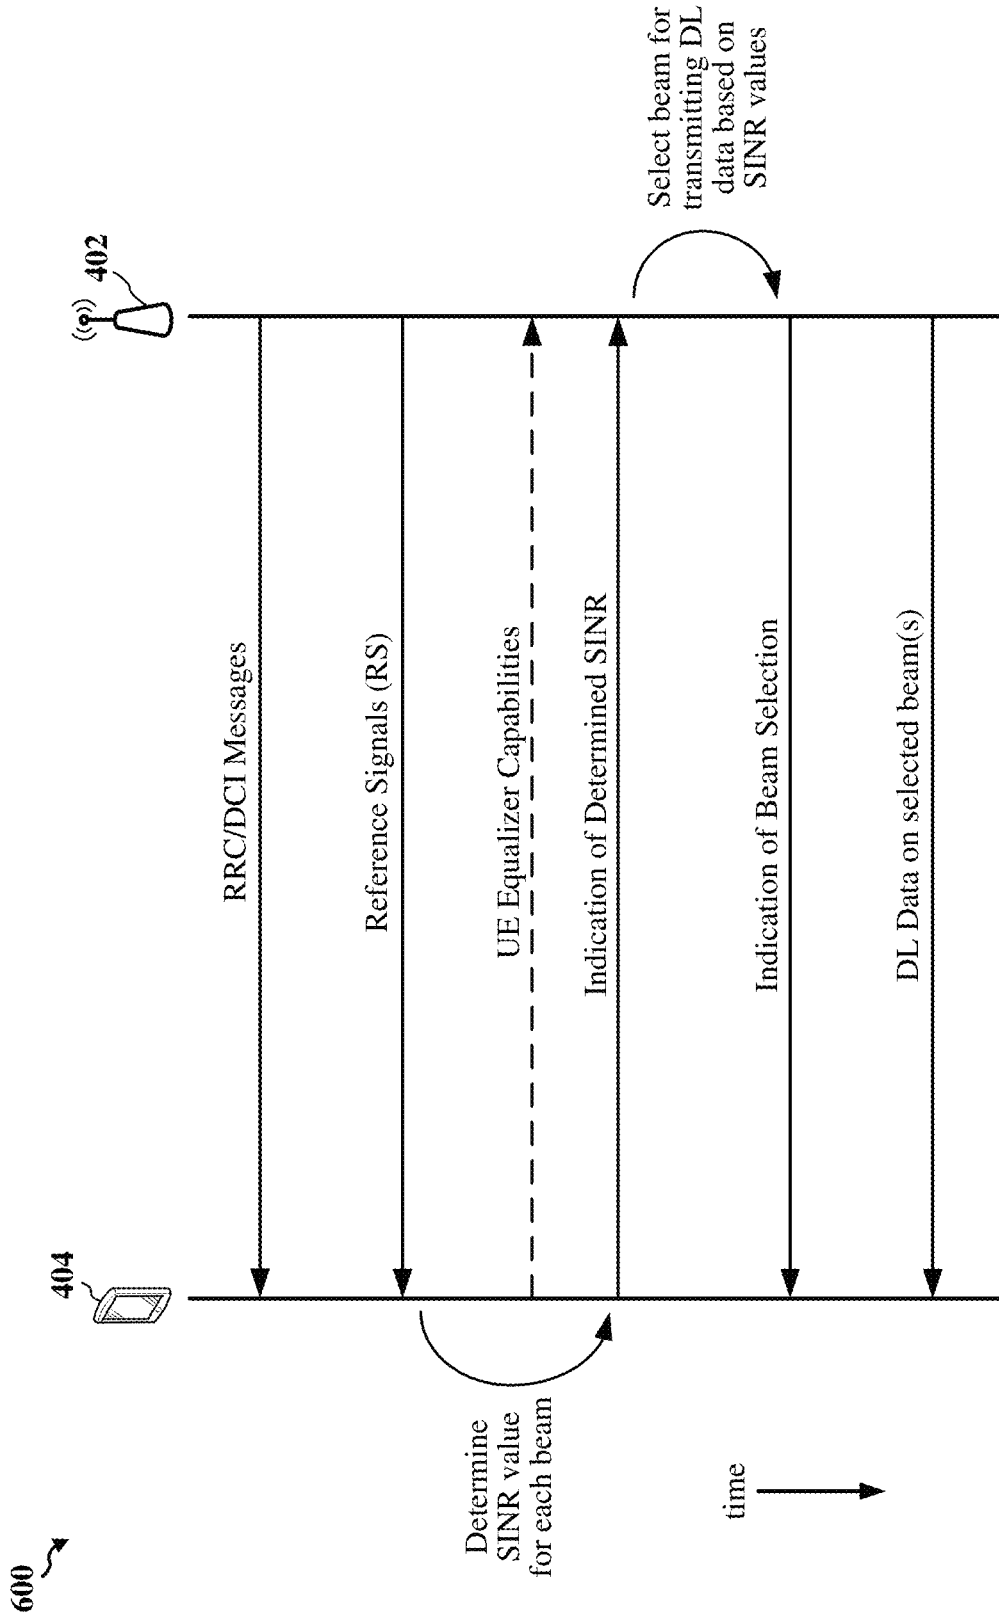 600
404
402
RRC/DCI Messages
Reference Signals (RS)
Determine
SINR value
for each beam
UE Equalizer Capabilities
Indication of Determined SINR
Select beam for
transmitting DL
data based on
SINR values
Indication of Beam Selection
DL Data on selected beam(s)
time